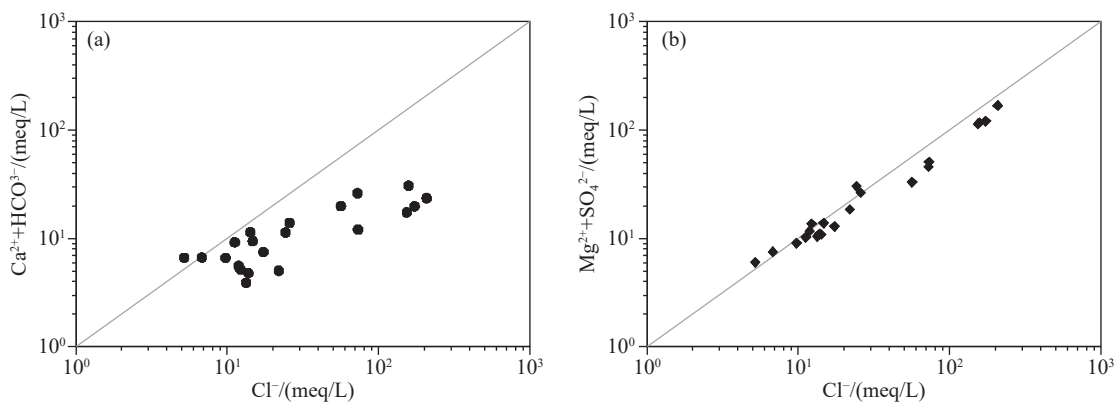 (a)
10³
10²
10¹
10⁰
Ca²⁺+HCO³⁻/(meq/L)
10⁰ 10¹ 10² 10³
Cl⁻/(meq/L)
(b)
10³
10²
10¹
10⁰
Mg²⁺+SO₄²⁻/(meq/L)
10⁰ 10¹ 10² 10³
Cl⁻/(meq/L)